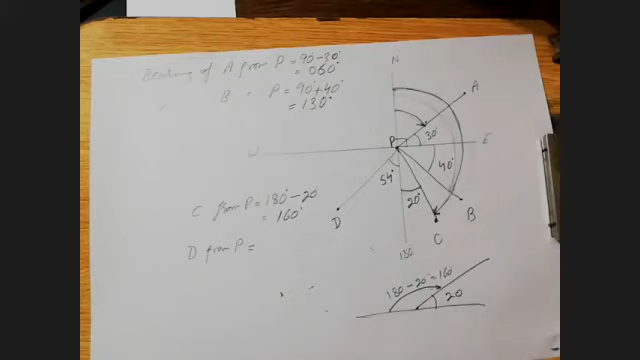 Bearing of A from P = 90° - 30°
= 060°
B " P = 90° + 40°
= 130°
C from P = 180° - 20°
= 160°
D from P =
N
A
P
30°
E
W
40°
54°
20°
B
D
C
180
180 - 20° = 160°
20